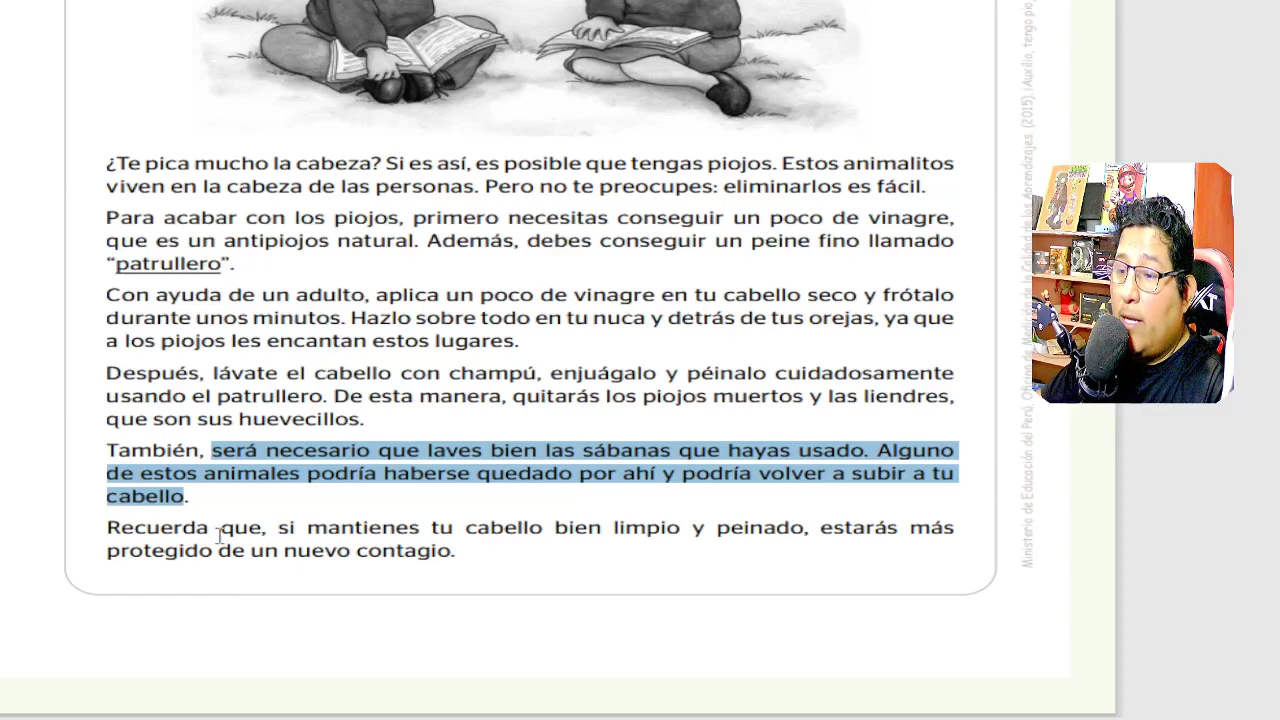 ¿Te pica mucho la cabeza? Si es así, es posible que tengas piojos. Estos animalitos
viven en la cabeza de las personas. Pero no te preocupes: eliminarlos es fácil.
Para acabar con los piojos, primero necesitas conseguir un poco de vinagre,
que es un antipiojos natural. Además, debes conseguir un peine fino llamado
“patrullero”.
Con ayuda de un adulto, aplica un poco de vinagre en tu cabello seco y frótalo
durante unos minutos. Hazlo sobre todo en tu nuca y detrás de tus orejas, ya que
a los piojos les encantan estos lugares.
Después, lávate el cabello con champú, enjuágalo y péinalo cuidadosamente
usando el patrullero. De esta manera, quitarás los piojos muertos y las liendres,
que son sus huevecillos.
También, será necesario que laves bien las sábanas que hayas usado. Alguno
de estos animales podría haberse quedado por ahí y podría volver a subir a tu
cabello.
Recuerda que, si mantienes tu cabello bien limpio y peinado, estarás más
protegido de un nuevo contagio.
Ministerio de Educación del Perú. de los Aprendizajes. (2015). ¡Auxilio, tengo